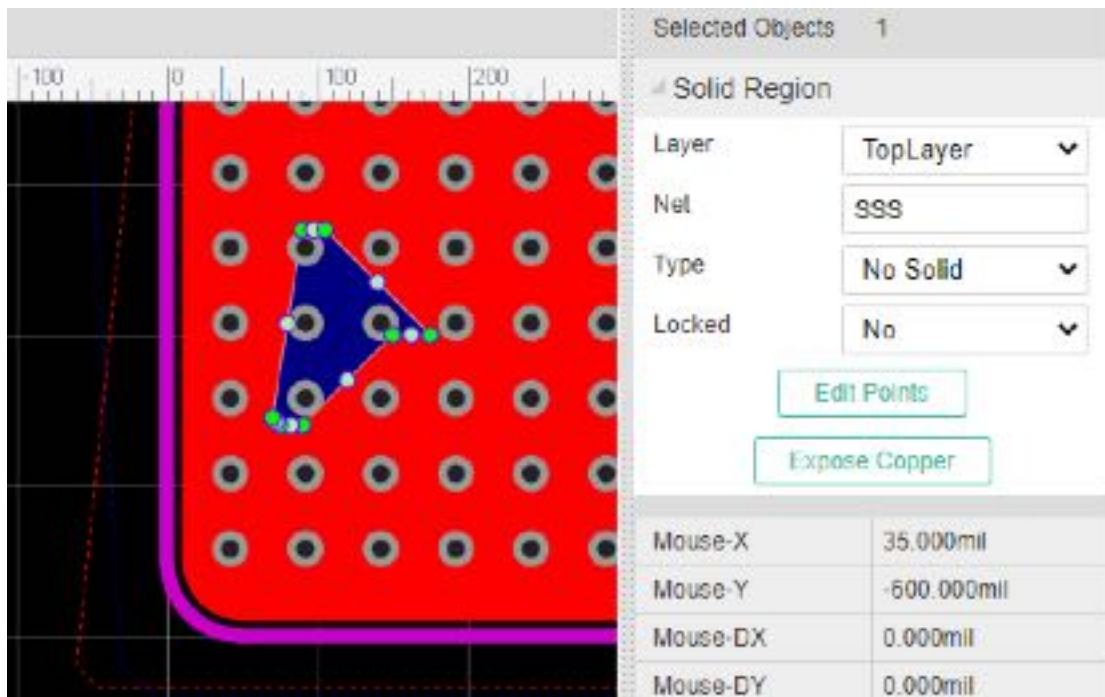 Selected Objects 1
-100 0 100 200
Solid Region
Layer TopLayer
Net SSS
Type No Solid
Locked No
Edit Points
Expose Copper
Mouse-X 35.000mil
Mouse-Y -600.000mil
Mouse-DX 0.000mil
Mouse-DY 0.000mil